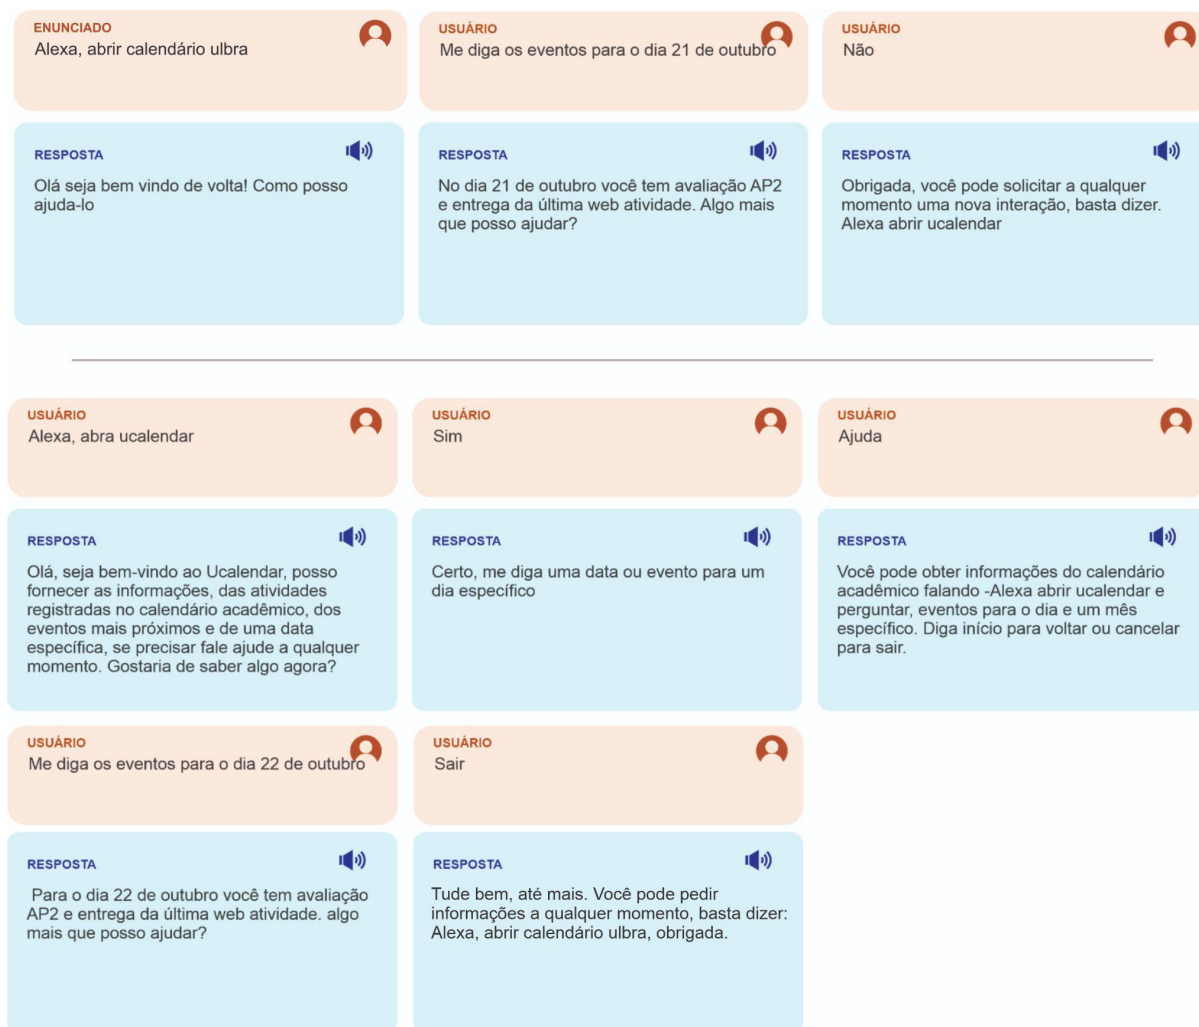 ENUNCIADO
Alexa, abrir calendário ulbra
RESPOSTA
Olá seja bem vindo de volta! Como posso
ajuda-lo
USUÁRIO
Me diga os eventos para o dia 21 de outubro
RESPOSTA
No dia 21 de outubro você tem avaliação AP2
e entrega da última web atividade. Algo mais
que posso ajudar?
USUÁRIO
Não
RESPOSTA
Obrigada, você pode solicitar a qualquer
momento uma nova interação, basta dizer.
Alexa abrir ucalendar
USUÁRIO
Alexa, abra ucalendar
RESPOSTA
Olá, seja bem-vindo ao Ucalendar, posso
fornecer as informações, das atividades
registradas no calendário acadêmico, dos
eventos mais próximos e de uma data
específica, se precisar fale ajude a qualquer
momento. Gostaria de saber algo agora?
USUÁRIO
Sim
RESPOSTA
Certo, me diga uma data ou evento para um
dia específico
USUÁRIO
Ajuda
RESPOSTA
Você pode obter informações do calendário
acadêmico falando -Alexa abrir ucalendar e
perguntar, eventos para o dia e um mês
específico. Diga início para voltar ou cancelar
para sair.
USUÁRIO
Me diga os eventos para o dia 22 de outubro
RESPOSTA
Para o dia 22 de outubro você tem avaliação
AP2 e entrega da última web atividade. algo
mais que posso ajudar?
USUÁRIO
Sair
RESPOSTA
Tude bem, até mais. Você pode pedir
informações a qualquer momento, basta dizer:
Alexa, abrir calendário ulbra, obrigada.